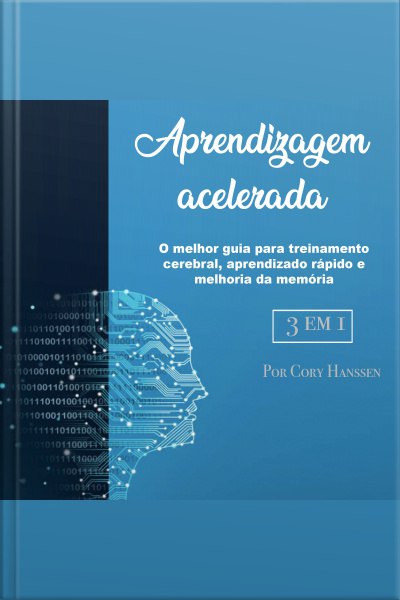 Aprendizagem
acelerada
O melhor guia para treinamento
cerebral, aprendizado rápido e
melhoria da memória
3 EM 1
Por Cory Hanssen